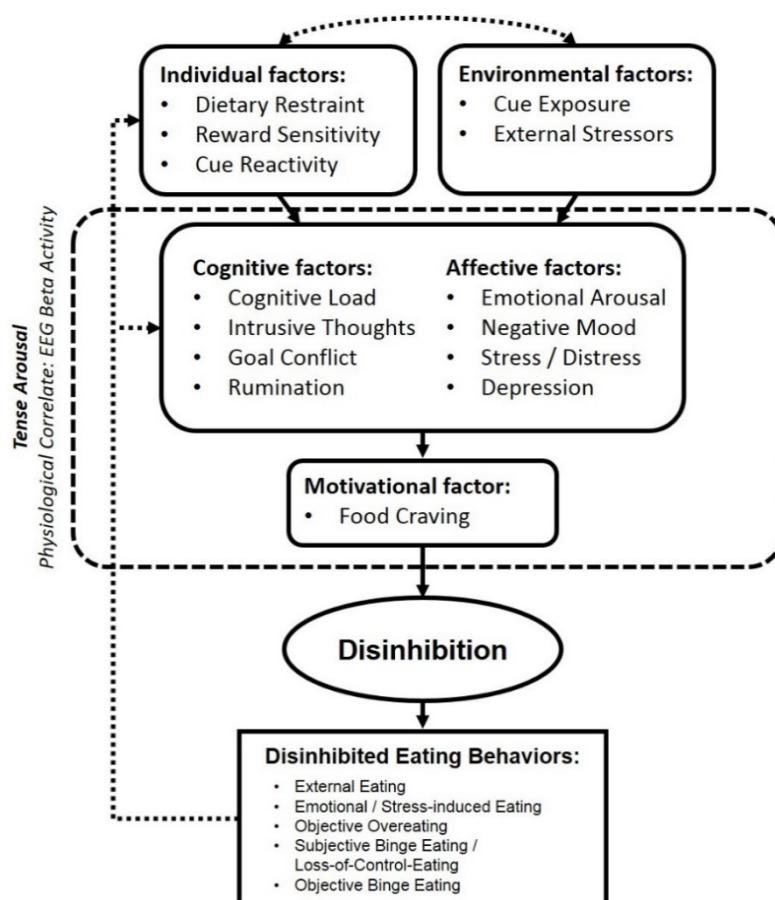 Individual factors:
• Dietary Restraint
• Reward Sensitivity
• Cue Reactivity
Environmental factors:
• Cue Exposure
• External Stressors
Tense Arousal
Physiological Correlate: EEG Beta Activity
Cognitive factors:
• Cognitive Load
• Intrusive Thoughts
• Goal Conflict
• Rumination
Affective factors:
• Emotional Arousal
• Negative Mood
• Stress / Distress
• Depression
Motivational factor:
• Food Craving
Disinhibition
Disinhibited Eating Behaviors:
• External Eating
• Emotional / Stress-induced Eating
• Objective Overeating
• Subjective Binge Eating /
Loss-of-Control-Eating
• Objective Binge Eating